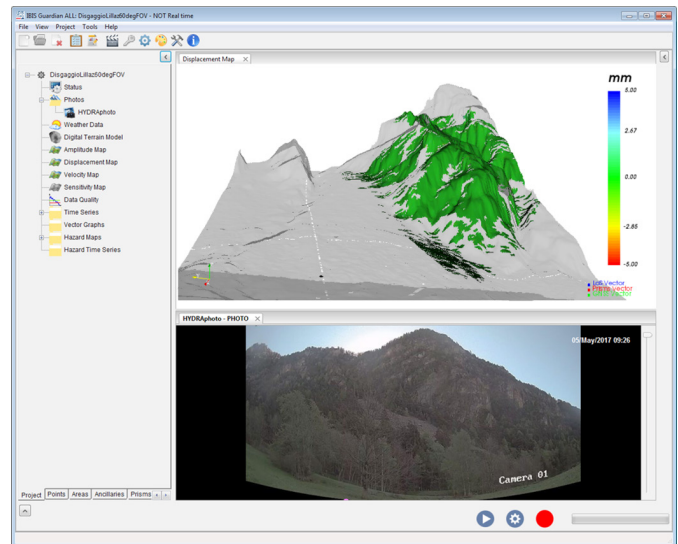 IBIS Guardian ALL: DisgaggioLillaz60degFOV - NOT Real time
File View Project Tools Help
DisgaggioLillaz60degFOV
Status
Photos
HYDRAphoto
Weather Data
Digital Terrain Model
Amplitude Map
Displacement Map
Velocity Map
Sensitivity Map
Data Quality
Time Series
Vector Graphs
Hazard Maps
Hazard Time Series
Project Points Areas Ancillaries Prisms
Displacement Map
mm
5.00
2.67
0.00
-2.85
-5.00
Vector
Vector
Vector
HYDRAphoto - PHOTO
05/May/2017 09:26
Camera 01